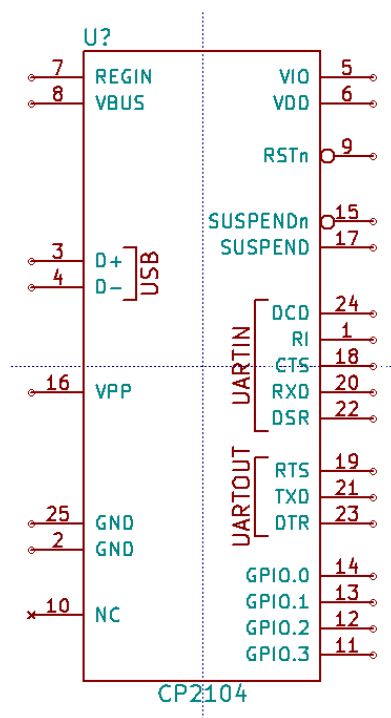 U?
7 REGIN VIO 5
8 VBUS VDD 6
RSTn 9
SUSPENDn 15
SUSPEND 17
3 D+
4 D-
USB
DCD 24
RI 1
CTS 18
RXD 20
DSR 22
UARTIN
16 VPP
RTS 19
TXD 21
DTR 23
UARTOUT
25 GND
2 GND
GPIO.0 14
GPIO.1 13
GPIO.2 12
GPIO.3 11
10 NC
CP2104